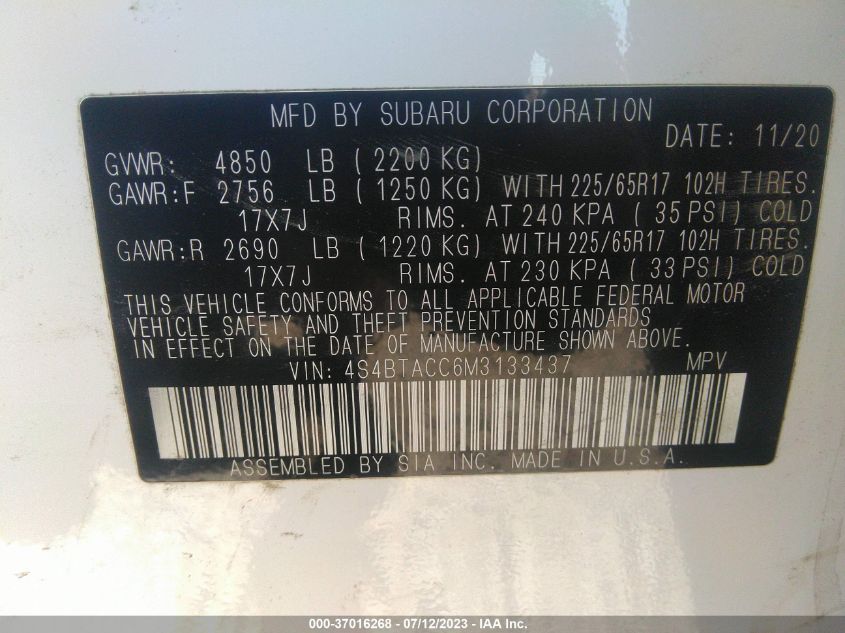 MFD BY SUBARU CORPORATION
DATE: 11/20
GVWR: 4850 LB ( 2200 KG)
GAWR:F 2756 LB ( 1250 KG) WITH 225/65R17 102H TIRES.
17X7J RIMS. AT 240 KPA ( 35 PSI) COLD
GAWR:R 2690 LB ( 1220 KG) WITH 225/65R17 102H TIRES.
17X7J RIMS. AT 230 KPA ( 33 PSI) COLD
THIS VEHICLE CONFORMS TO ALL APPLICABLE FEDERAL MOTOR
VEHICLE SAFETY AND THEFT PREVENTION STANDARDS
IN EFFECT ON THE DATE OF MANUFACTURE SHOWN ABOVE.
VIN: 4S4BTACC6M3133437 MPV
ASSEMBLED BY SIA INC. MADE IN U.S.A.
000-37016268 - 07/12/2023 - IAA Inc.